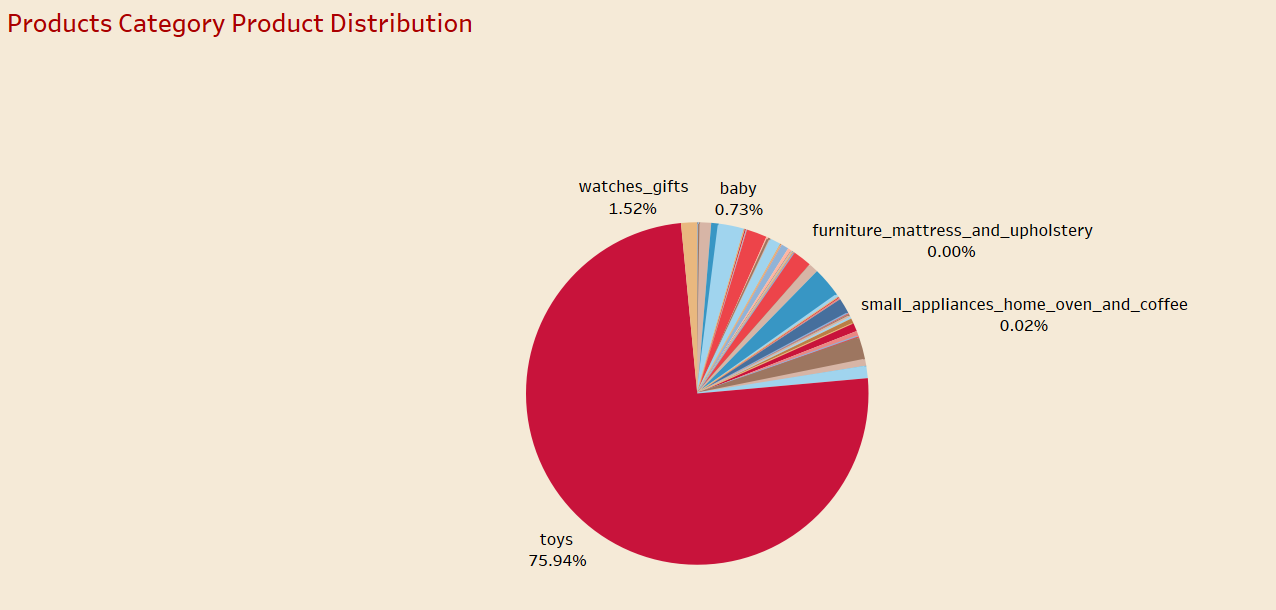 Products Category Product Distribution
watches_gifts
1.52%
baby
0.73%
furniture_mattress_and_upholstery
0.00%
small_appliances_home_oven_and_coffee
0.02%
toys
75.94%